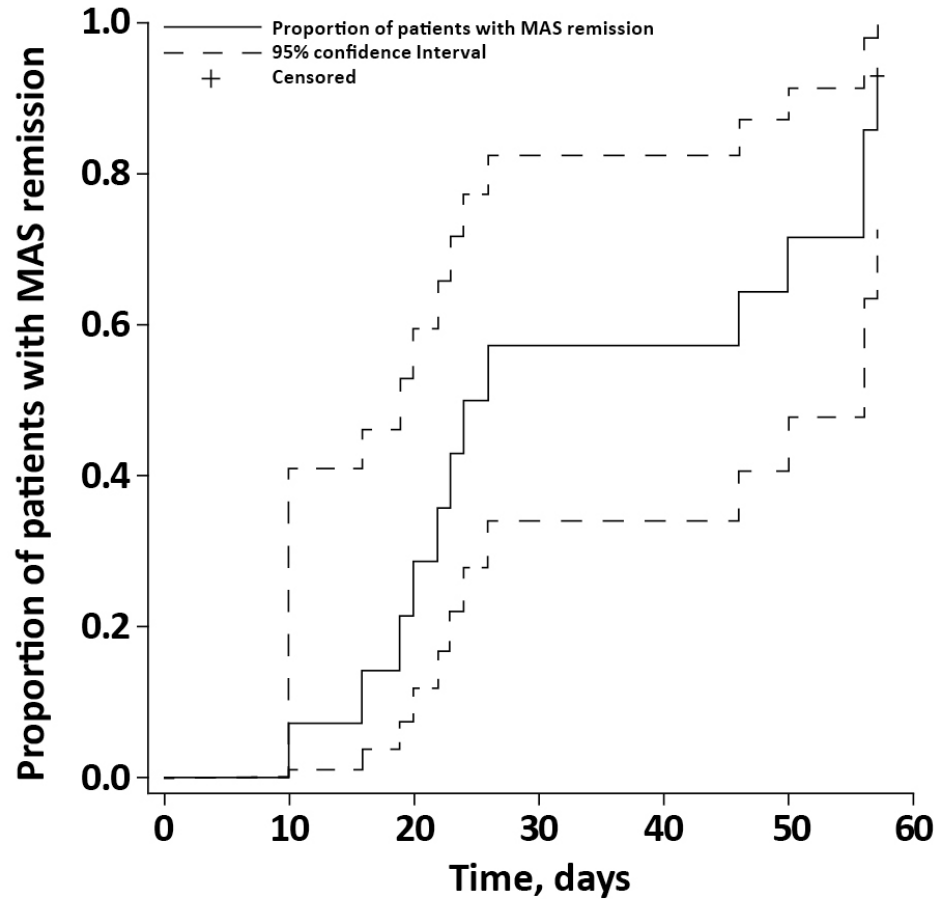 Proportion of patients with MAS remission
95% confidence Interval
Censored
Proportion of patients with MAS remission
1.0
0.8
0.6
0.4
0.2
0.0
0 10 20 30 40 50 60
Time, days